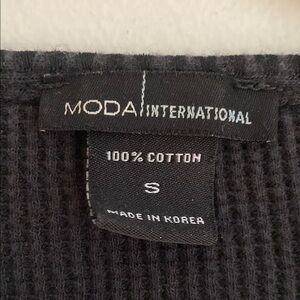 MODA INTERNATIONAL
100% COTTON
S
MADE IN KOREA